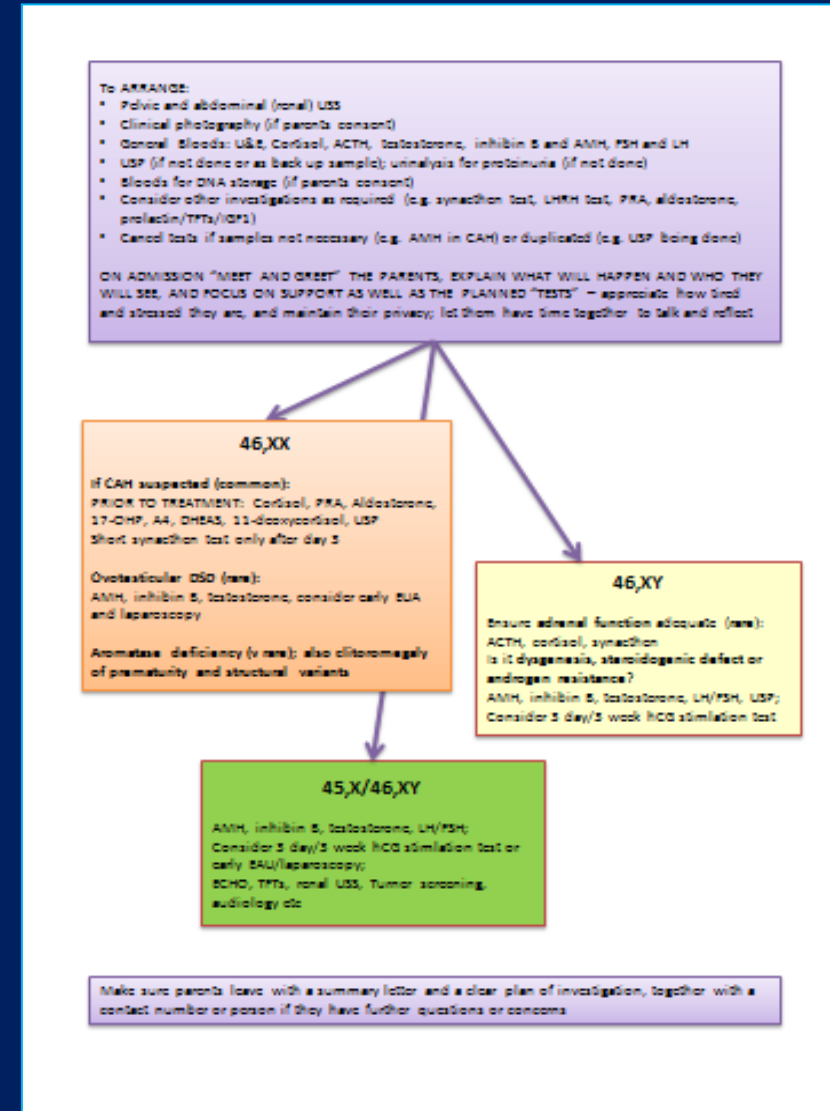 To ARRANGE:
• Pelvic and abdominal (renal) USS
• Clinical photography (if parents consent)
• General Bloods: U&E, Cortisol, ACTH, testosterone, inhibin B and AMH, FSH and LH
• USP (if not done or as back up sample); urinalysis for proteinuria (if not done)
• Bloods for DNA storage (if parents consent)
• Consider other investigations as required (e.g. synacthen test, LHRH test, PRA, aldosterone,
prolactin/TFTs/IGF1)
• Cancel tests if samples not necessary (e.g. AMH in CAH) or duplicated (e.g. USP being done)
ON ADMISSION "MEET AND GREET" THE PARENTS, EXPLAIN WHAT WILL HAPPEN AND WHO THEY
WILL SEE, AND FOCUS ON SUPPORT AS WELL AS THE PLANNED "TESTS" – appreciate how tired
and stressed they are, and maintain their privacy; let them have time together to talk and reflect
46,XX
If CAH suspected (common):
PRIOR TO TREATMENT: Cortisol, PRA, Aldosterone,
17-OHP, A4, DHEAS, 11-deoxycortisol, USP
Short synacthen test only after day 3
Ovotesticular DSD (rare):
AMH, inhibin B, testosterone, consider early EUA
and laparoscopy
Aromatase deficiency (v rare); also clitoromegaly
of prematurity and structural variants
46,XY
Ensure adrenal function adequate (rare):
ACTH, cortisol, synacthen
Is it dysgenesis, steroidogenic defect or
androgen resistance?
AMH, inhibin B, testosterone, LH/FSH, USP;
Consider 3 day/3 week hCG stimlation test
45,X/46,XY
AMH, inhibin B, testosterone, LH/FSH;
Consider 3 day/3 week hCG stimlation test or
early EAU/laparoscopy;
ECHO, TFTs, renal USS, Turner screening,
audiology etc
Make sure parents leave with a summary letter and a clear plan of investigation, together with a
contact number or person if they have further questions or concerns